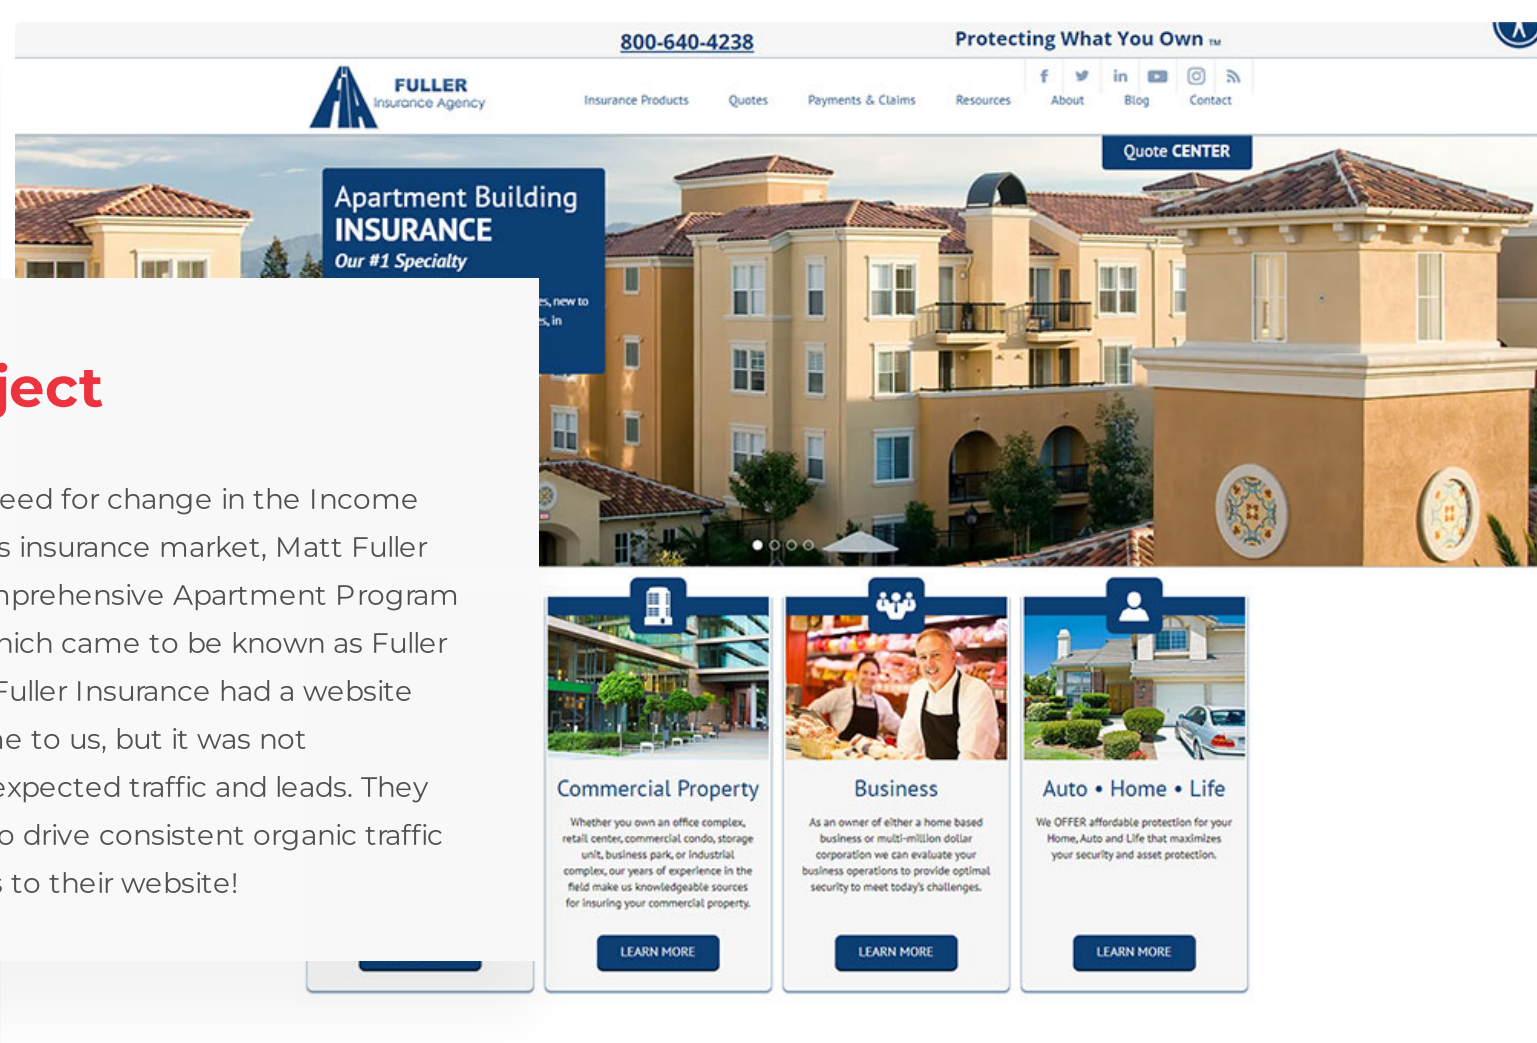 800-640-4238
Protecting What You Own TM
FULLER
Insurance Agency
Insurance Products Quotes Payments & Claims Resources About Blog Contact
Quote CENTER
Apartment Building
INSURANCE
Our #1 Specialty
new to
in
ject
eed for change in the Income
s insurance market, Matt Fuller
mprehensive Apartment Program
hich came to be known as Fuller
Fuller Insurance had a website
e to us, but it was not
expected traffic and leads. They
o drive consistent organic traffic
s to their website!
Commercial Property
Whether you own an office complex,
retail center, commercial condo, storage
unit, business park, or industrial
complex, our years of experience in the
field make us knowledgeable sources
for insuring your commercial property.
LEARN MORE
Business
As an owner of either a home based
business or multi-million dollar
corporation we can evaluate your
business operations to provide optimal
security to meet today's challenges.
LEARN MORE
Auto • Home • Life
We OFFER affordable protection for your
Home, Auto and Life that maximizes
your security and asset protection.
LEARN MORE